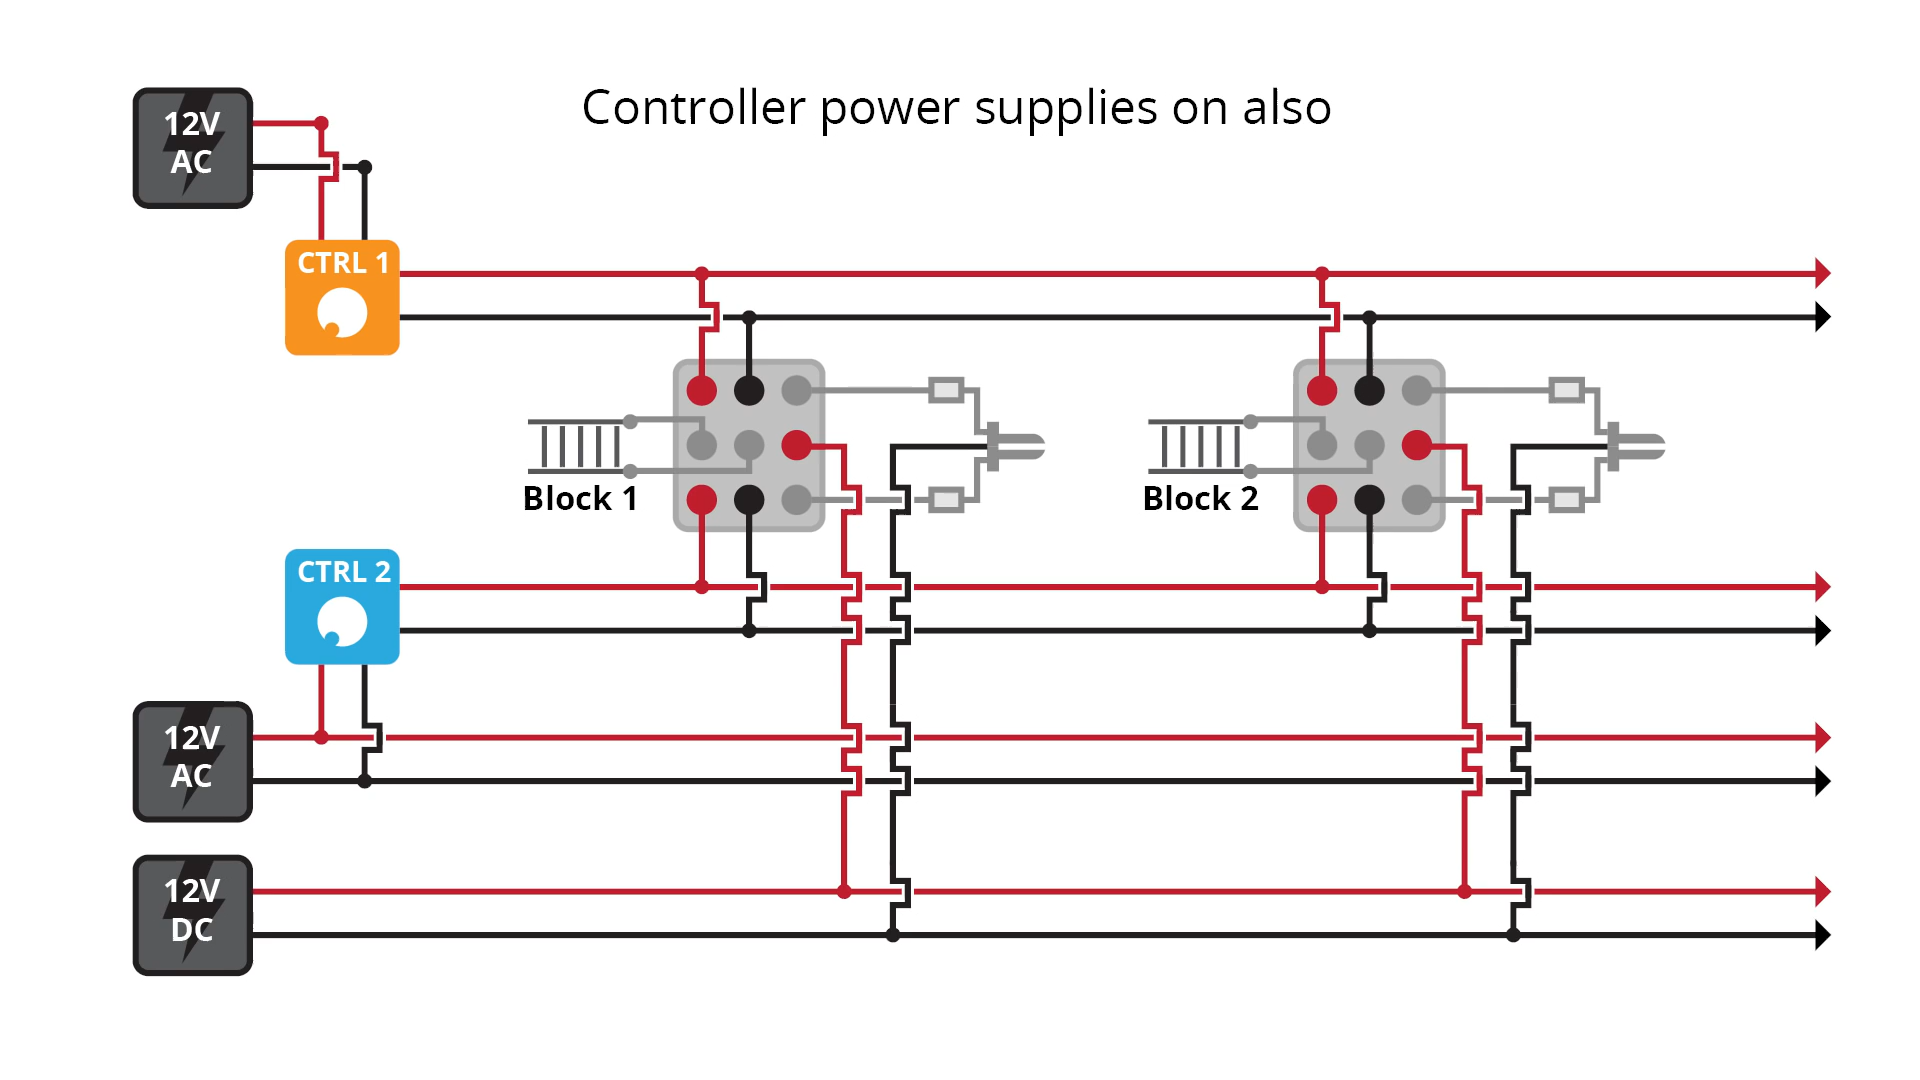 Controller power supplies on also
12V
AC
CTRL 1
Block 1
Block 2
CTRL 2
12V
AC
12V
DC